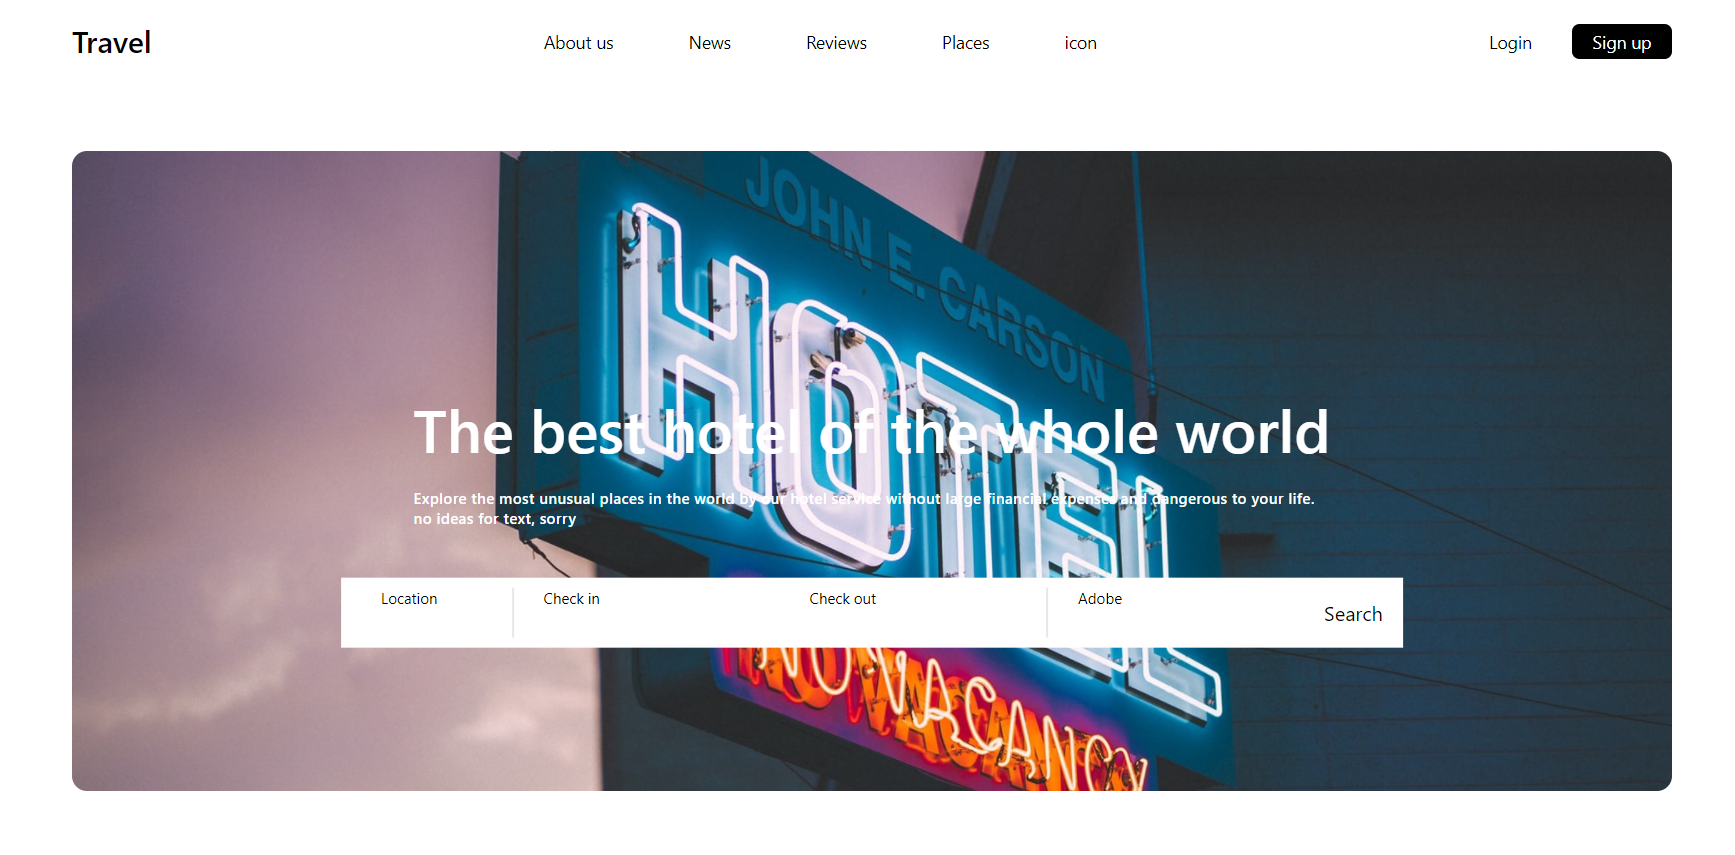 Travel
About us News Reviews Places icon
Login Sign up
JOHN E. CARSON
HOTEL
The best hotel of the whole world
Explore the most unusual places in the world by our hotel service without large financial expenses and dangerous to your life.
no ideas for text, sorry
Location Check in Check out Adobe Search
NO VACANCY